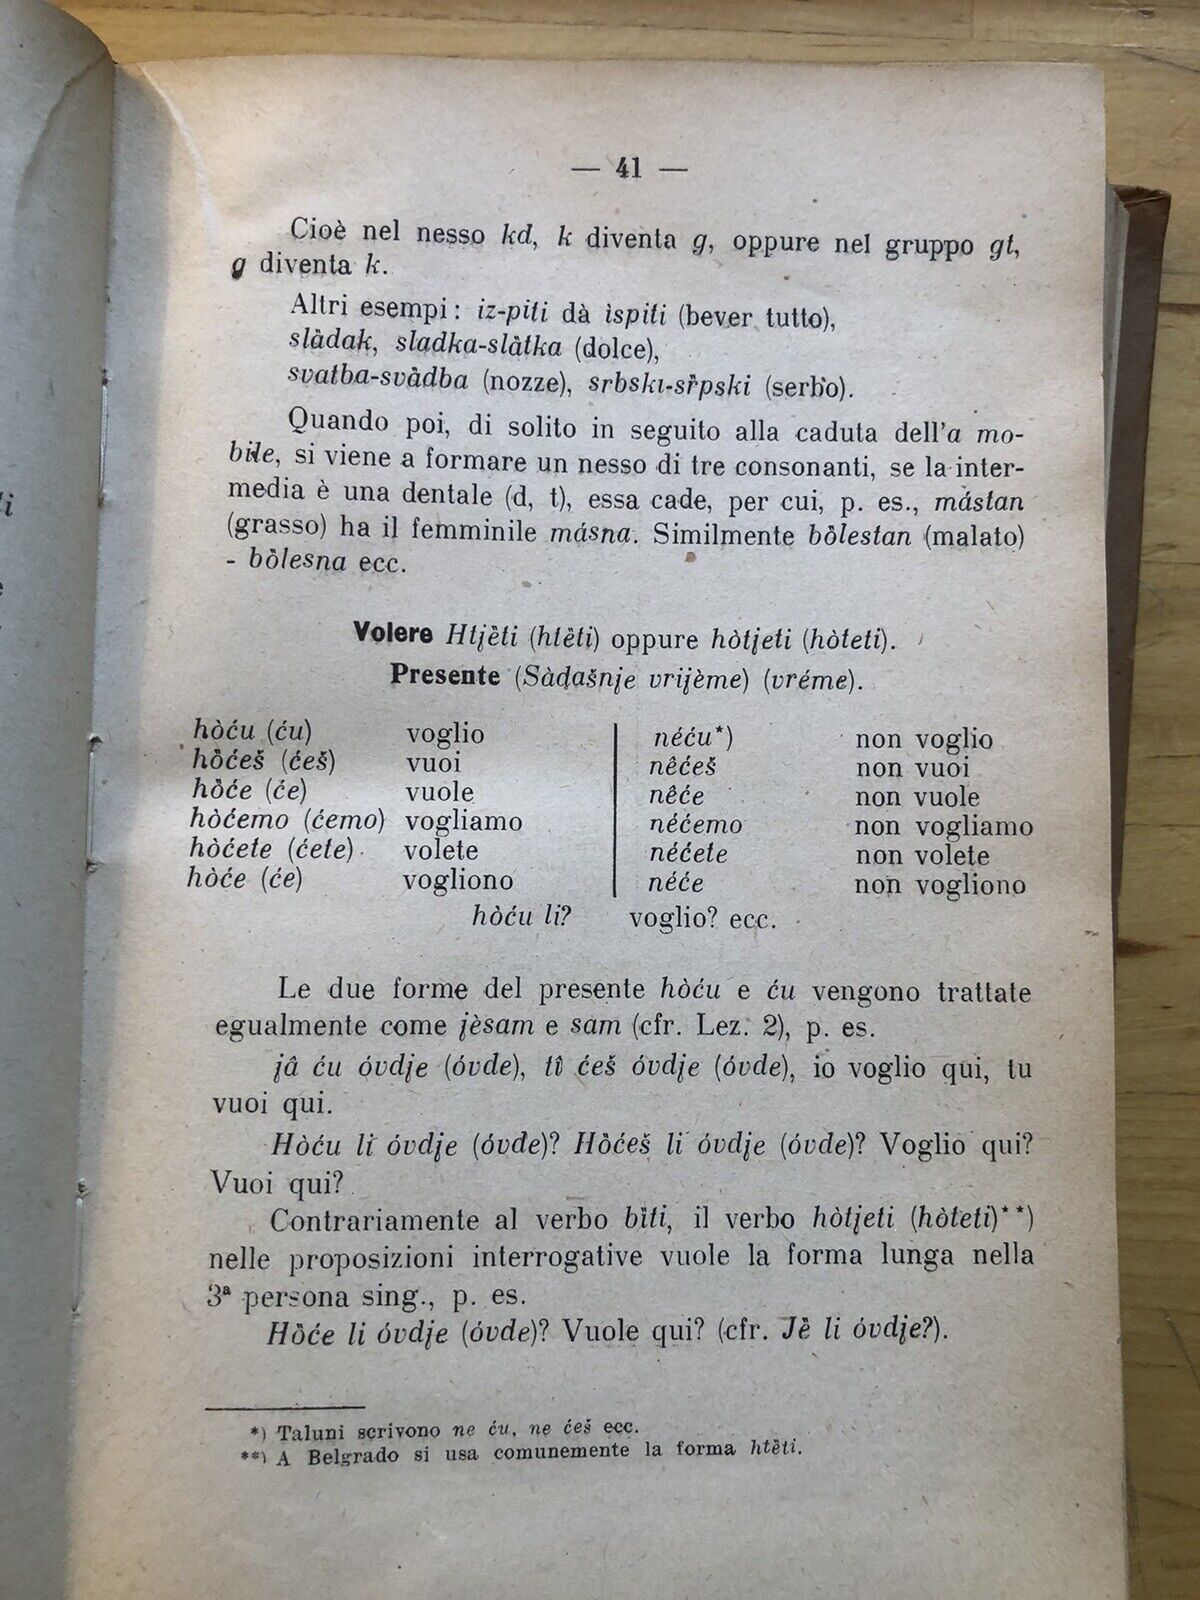 — 41 —
Cioè nel nesso kd, k diventa g, oppure nel gruppo gt,
g diventa k.
Altri esempi: iz-piti dà ìspiti (bever tutto),
slàdak, sladka-slàtka (dolce),
svatba-svàdba (nozze), srbski-sr̀pski (serbo).
Quando poi, di solito in seguito alla caduta dell'a mo-
bile, si viene a formare un nesso di tre consonanti, se la inter-
media è una dentale (d, t), essa cade, per cui, p. es., mástan
(grasso) ha il femminile másna. Similmente bȍlestan (malato)
- bȍlesna ecc.
Volere Htjȅti (htȅti) oppure hòtjeti (hòteti).
Presente (Sàdašnje vrijème) (vréme).
hòću (ću) voglio néću*) non voglio
hȍćeš (ćeš) vuoi nêćeš non vuoi
hȍće (će) vuole nêće non vuole
hòćemo (ćemo) vogliamo néćemo non vogliamo
hòćete (ćete) volete néćete non volete
hòće (će) vogliono néće non vogliono
hòću li? voglio? ecc.
Le due forme del presente hòću e ću vengono trattate
egualmente come jèsam e sam (cfr. Lez. 2), p. es.
jâ ću óvdje (óvde), tî ćeš óvdje (óvde), io voglio qui, tu
vuoi qui.
Hòću li óvdje (óvde)? Hȍćeš li óvdje (óvde)? Voglio qui?
Vuoi qui?
Contrariamente al verbo bȉti, il verbo hòtjeti (hòteti)**)
nelle proposizioni interrogative vuole la forma lunga nella
3ª persona sing., p. es.
Hȍće li óvdje (óvde)? Vuole qui? (cfr. Jȅ li óvdje?).
*) Taluni scrivono ne ću, ne ćeš ecc.
**) A Belgrado si usa comunemente la forma htȅti.